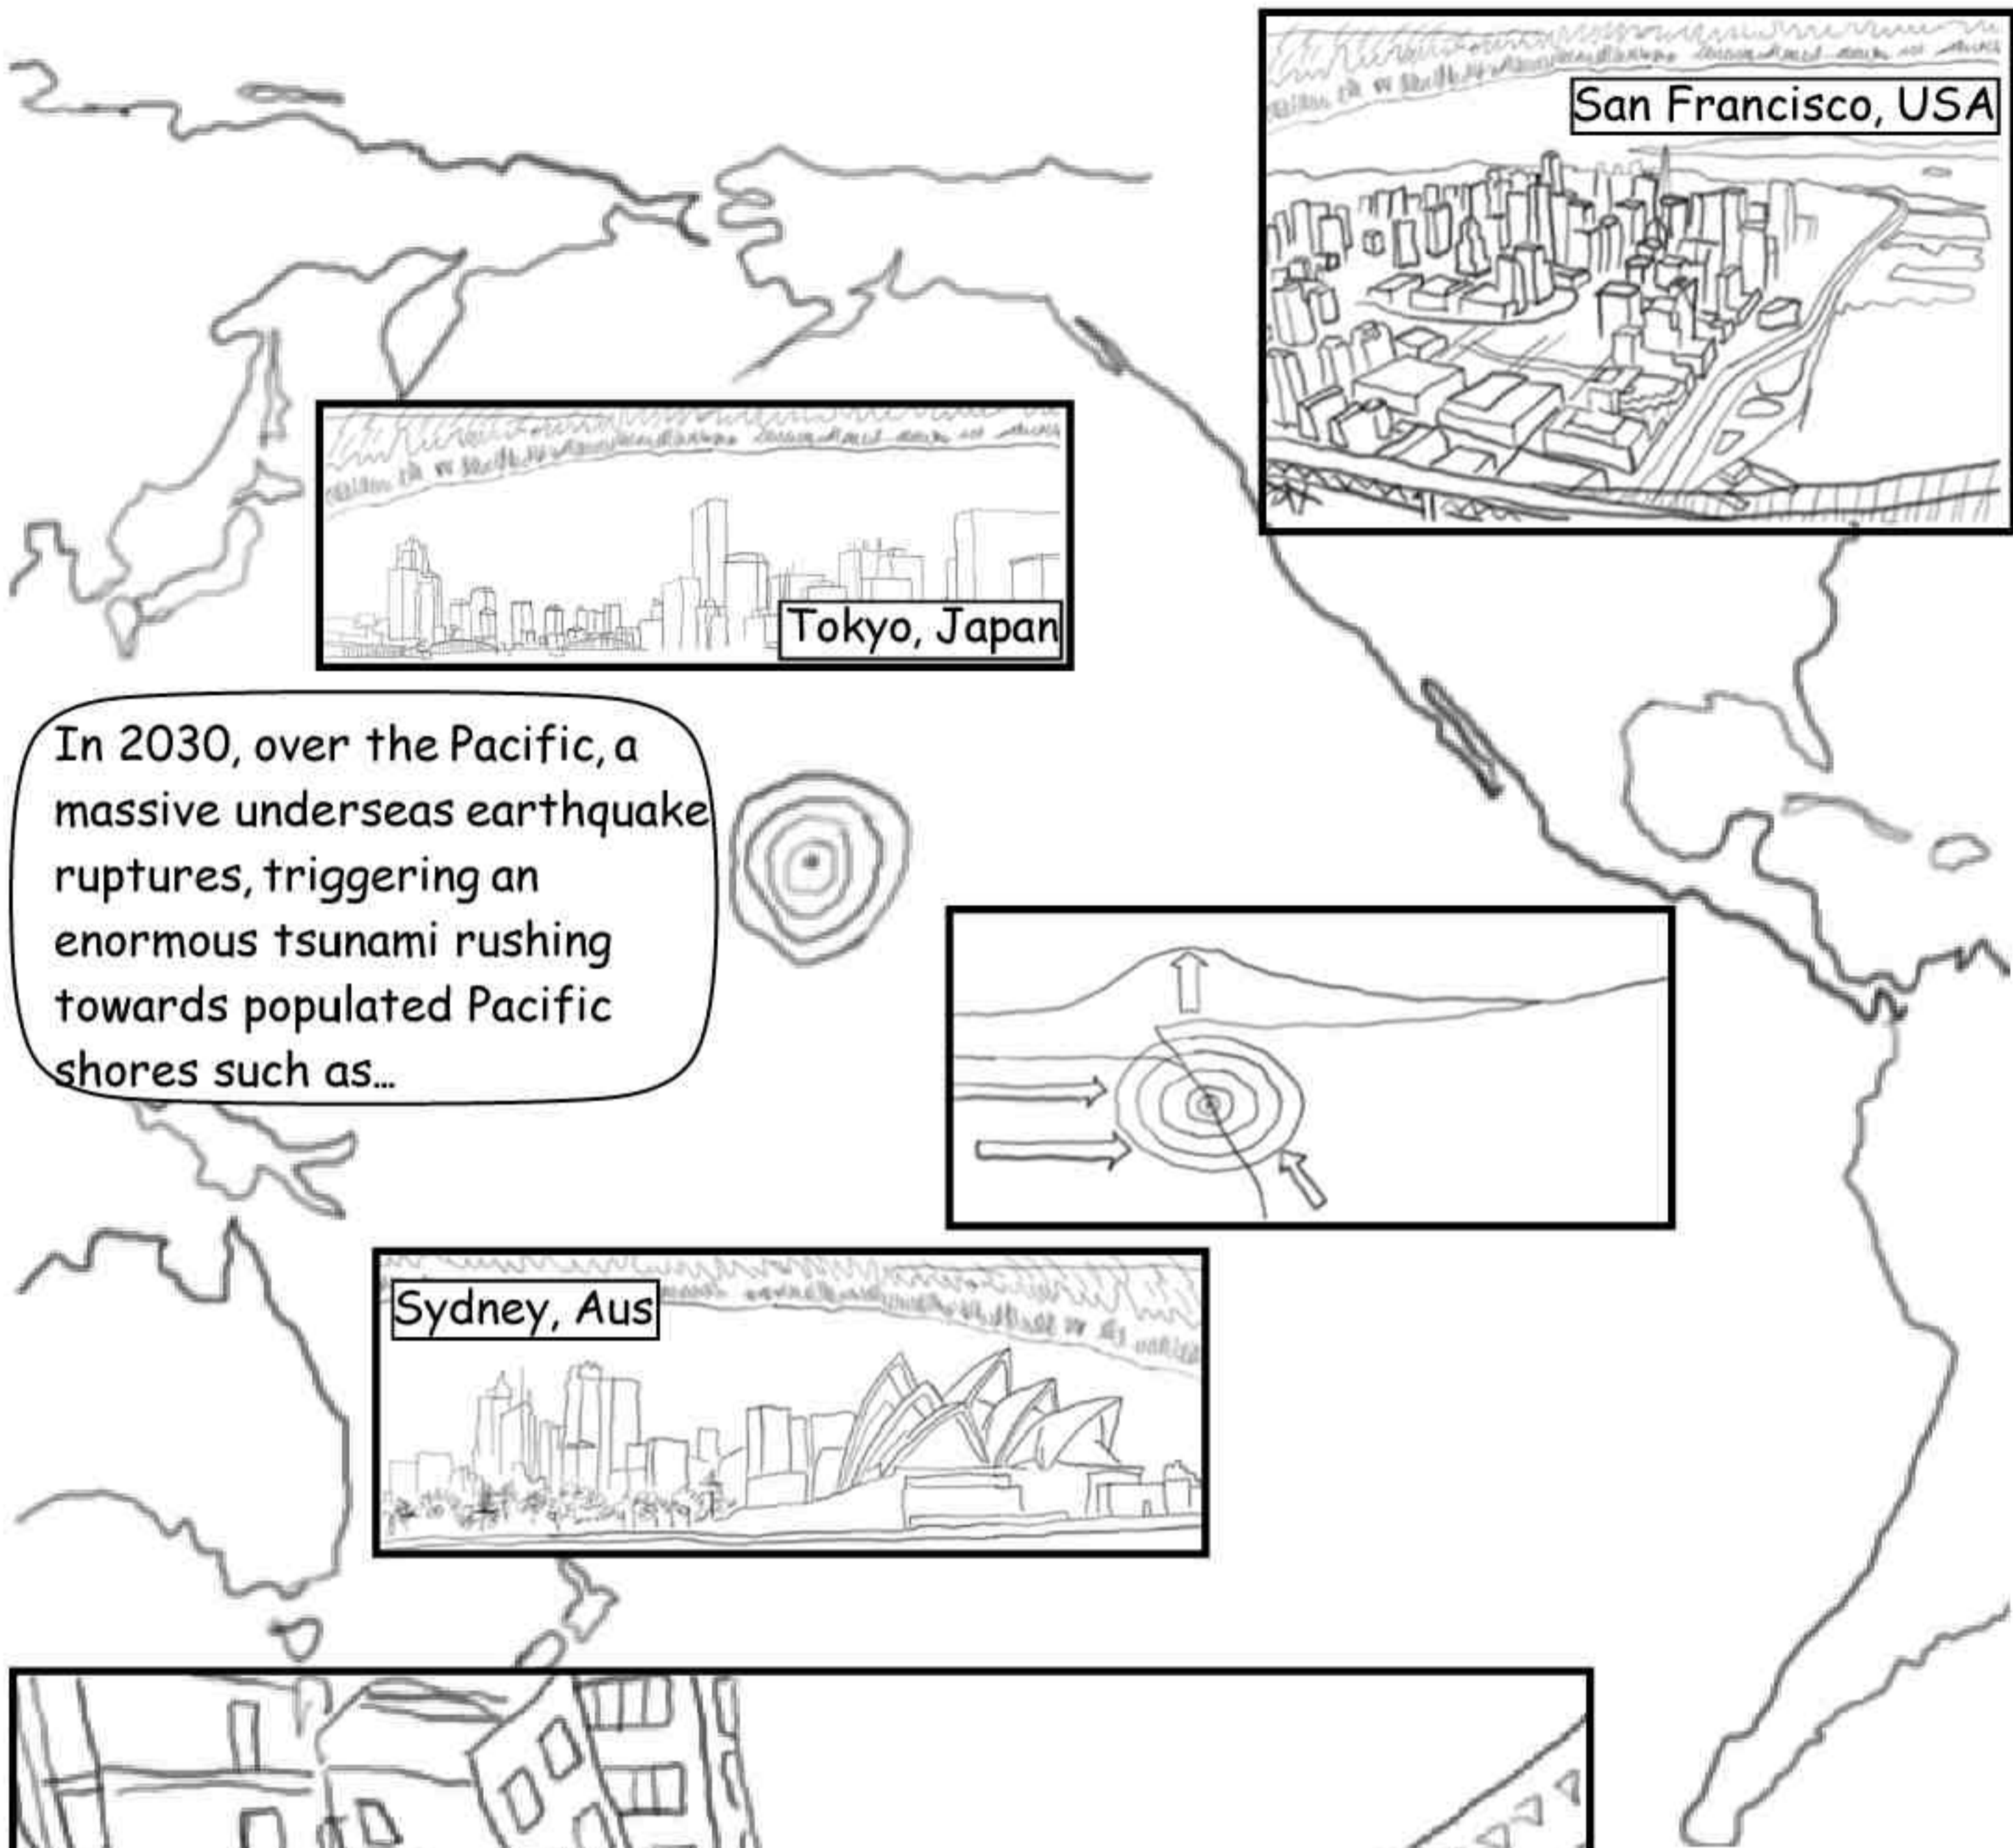 San Francisco, USA
Tokyo, Japan
In 2030, over the Pacific, a
massive underseas earthquake
ruptures, triggering an
enormous tsunami rushing
towards populated Pacific
shores such as...
Sydney, Aus